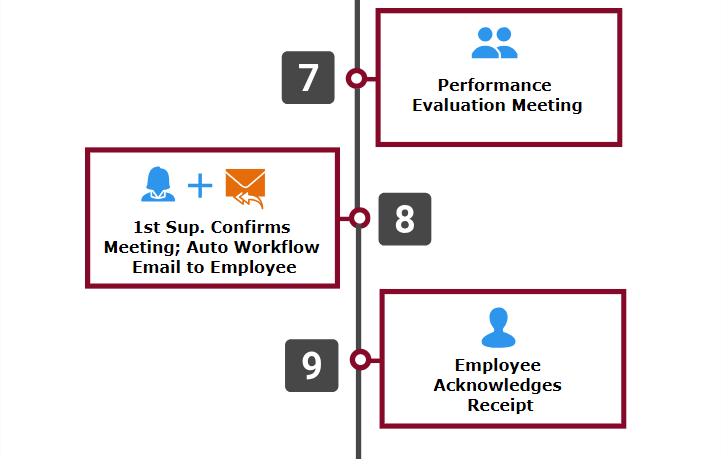 7
Performance
Evaluation Meeting
1st Sup. Confirms
Meeting; Auto Workflow
Email to Employee
8
9
Employee
Acknowledges
Receipt